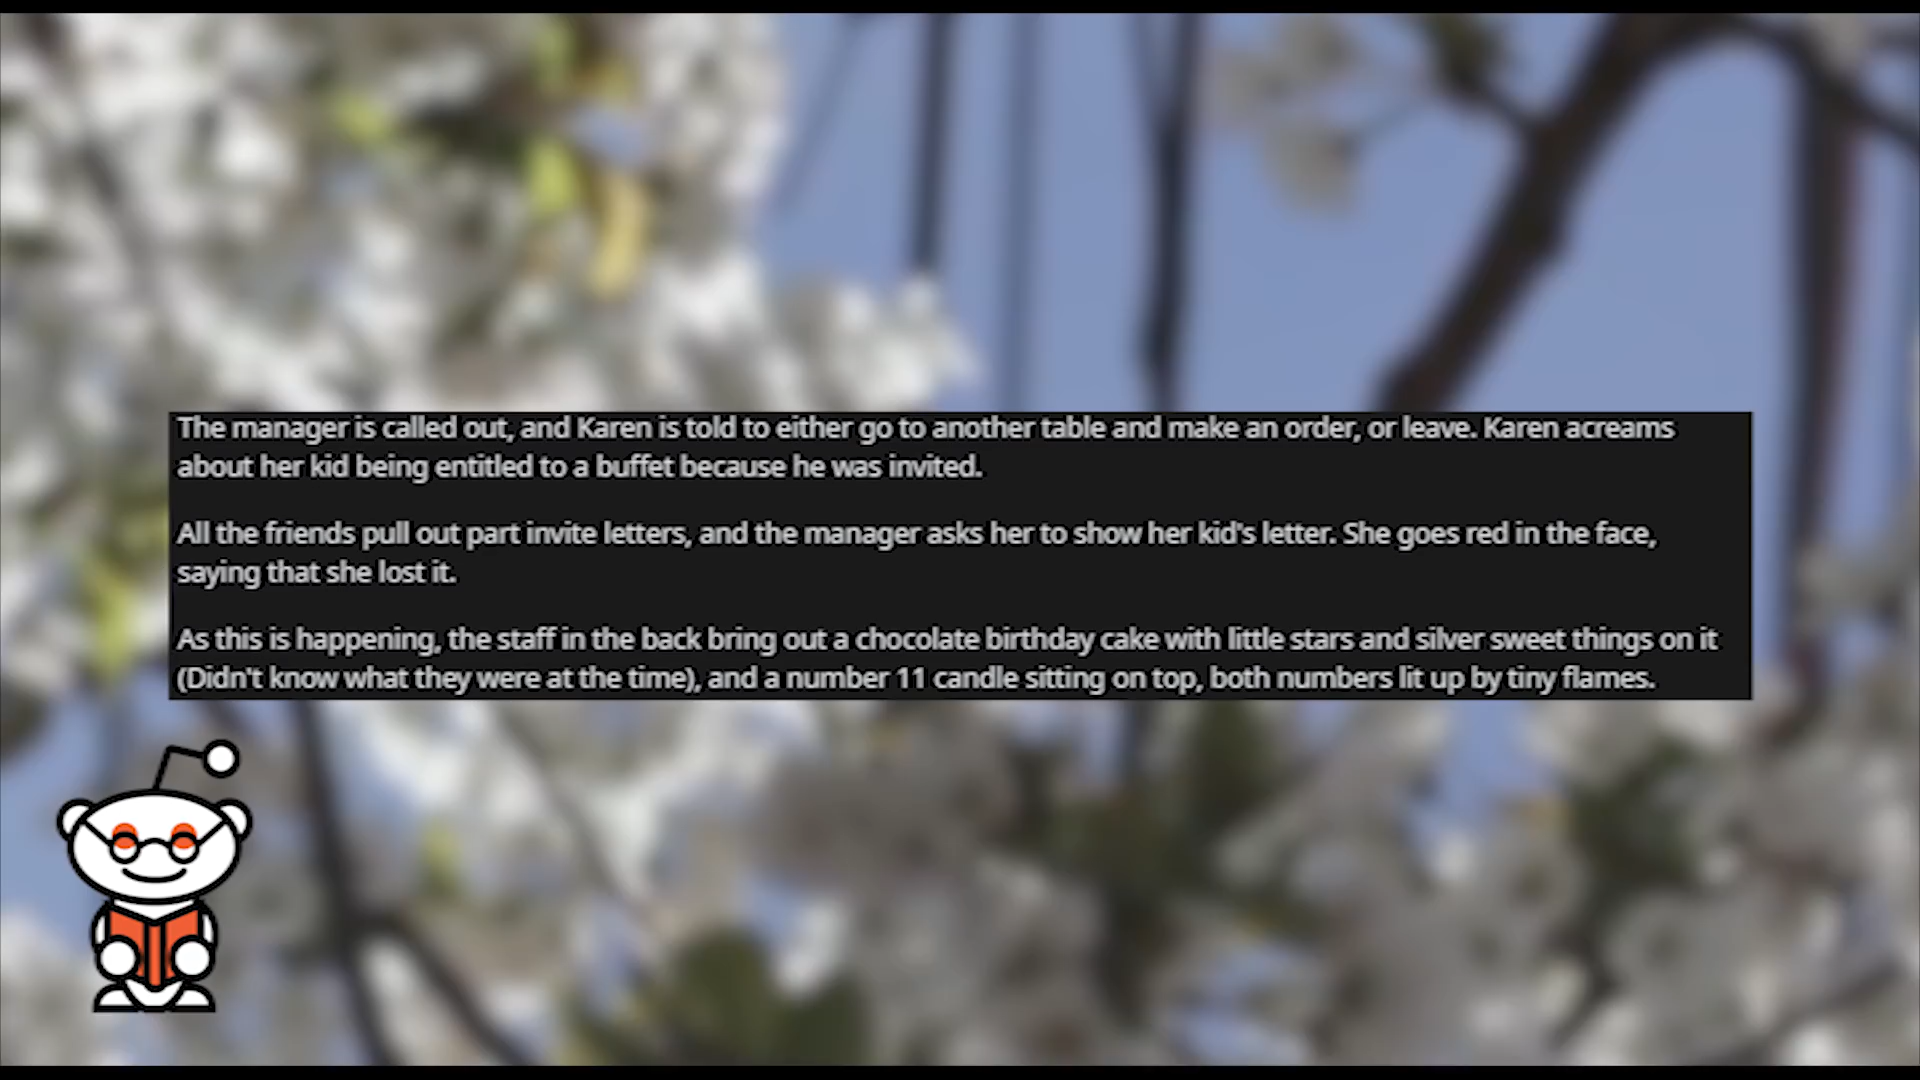 The manager is called out, and Karen is told to either go to another table and make an order, or leave. Karen acreams
about her kid being entitled to a buffet because he was invited.
All the friends pull out part invite letters, and the manager asks her to show her kid's letter. She goes red in the face,
saying that she lost it.
As this is happening, the staff in the back bring out a chocolate birthday cake with little stars and silver sweet things on it
(Didn't know what they were at the time), and a number 11 candle sitting on top, both numbers lit up by tiny flames.